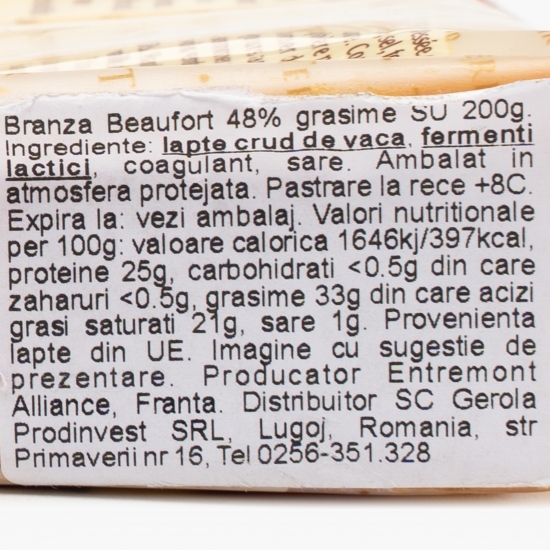 Branza Beaufort 48% grasime SU 200g.
Ingrediente: lapte crud de vaca, fermenti
lactici, coagulant, sare. Ambalat in
atmosfera protejata. Pastrare la rece +8C.
Expira la: vezi ambalaj. Valori nutritionale
per 100g: valoare calorica 1646kj/397kcal,
proteine 25g, carbohidrati <0.5g din care
zaharuri <0.5g, grasime 33g din care acizi
grasi saturati 21g, sare 1g. Provenienta
lapte din UE. Imagine cu sugestie de
prezentare. Producator Entremont
Alliance, Franta. Distribuitor SC Gerola
Prodinvest SRL, Lugoj, Romania, str
Primaverii nr 16, Tel 0256-351.328